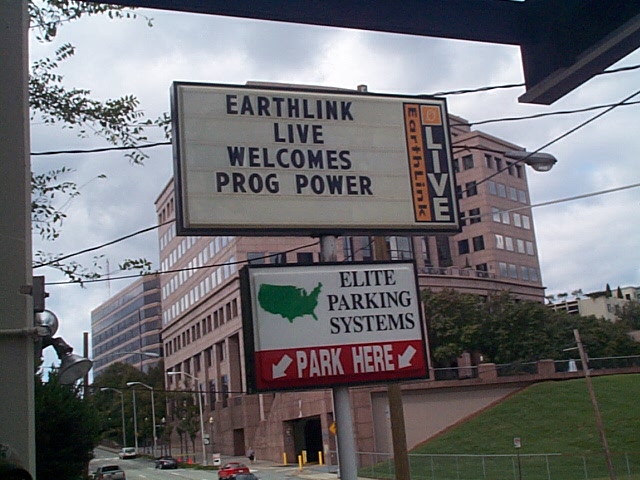 EARTHLINK
LIVE
WELCOMES
PROG POWER
EarthLink
LIVE
ELITE
PARKING
SYSTEMS
PARK HERE